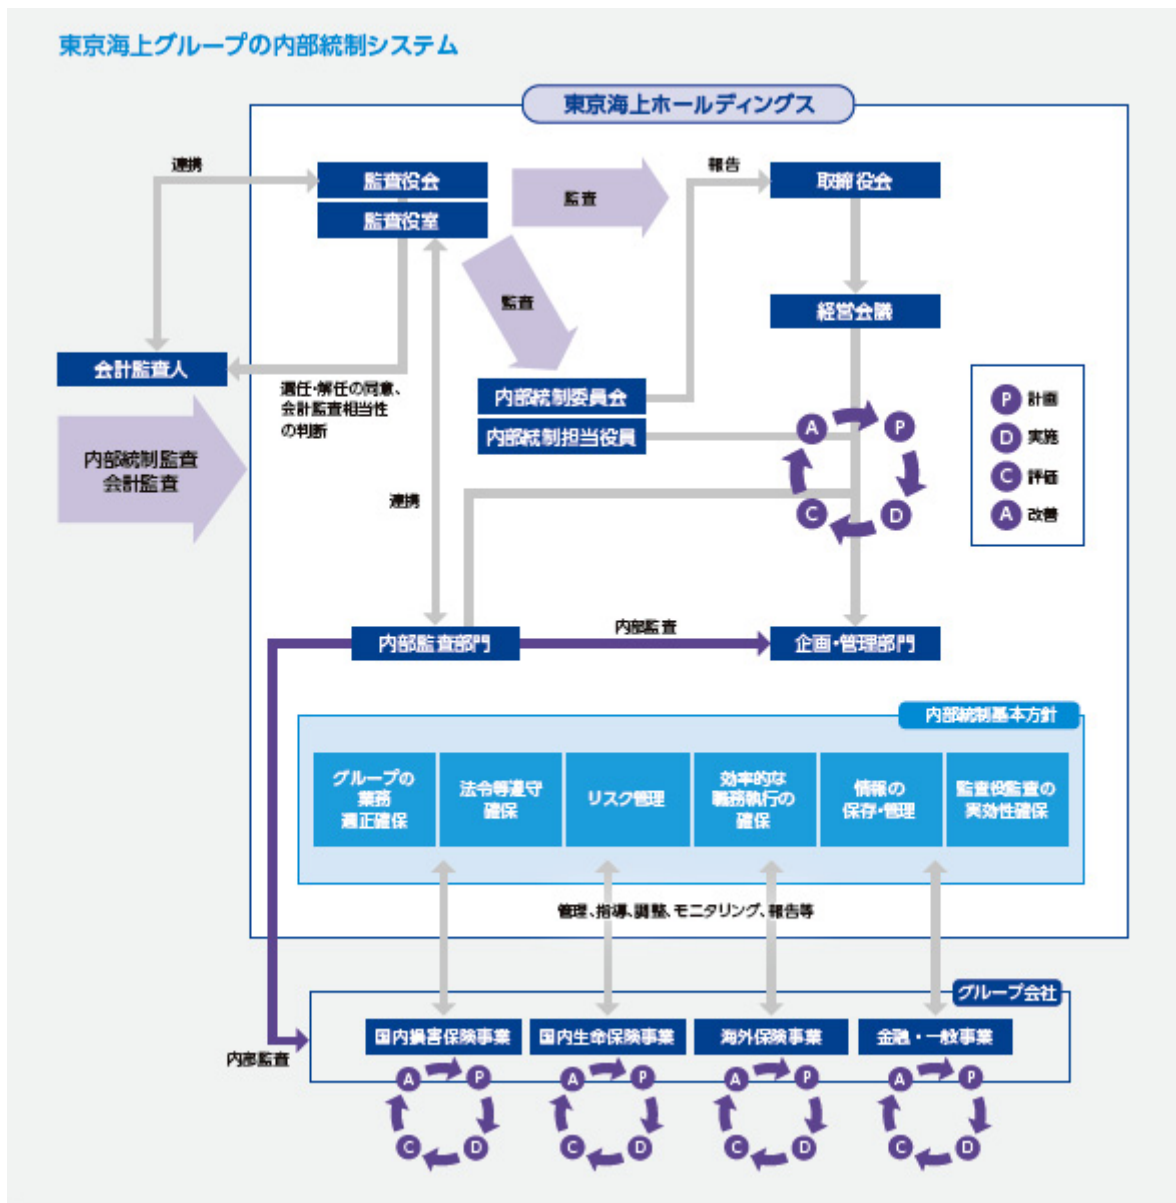 東京海上グループの内部統制システム
東京海上ホールディングス
連携
監査役会
監査役室
監査
報告
取締役会
監査
経営会議
会計監査人
選任・解任の同意、
会計監査相当性
の判断
内部統制委員会
内部統制担当役員
内部統制監査
会計監査
A
P
C
D
P 計画
D 実施
C 評価
A 改善
連携
内部監査部門
内部監査
企画・管理部門
内部統制基本方針
グループの
業務
適正確保
法令等遵守
確保
リスク管理
効率的な
職務執行の
確保
情報の
保存・管理
監査役監査の
実効性確保
管理、指導、調整、モニタリング、報告等
グループ会社
内部監査
国内損害保険事業
国内生命保険事業
海外保険事業
金融・一般事業
A P
C D
A P
C D
A P
C D
A P
C D